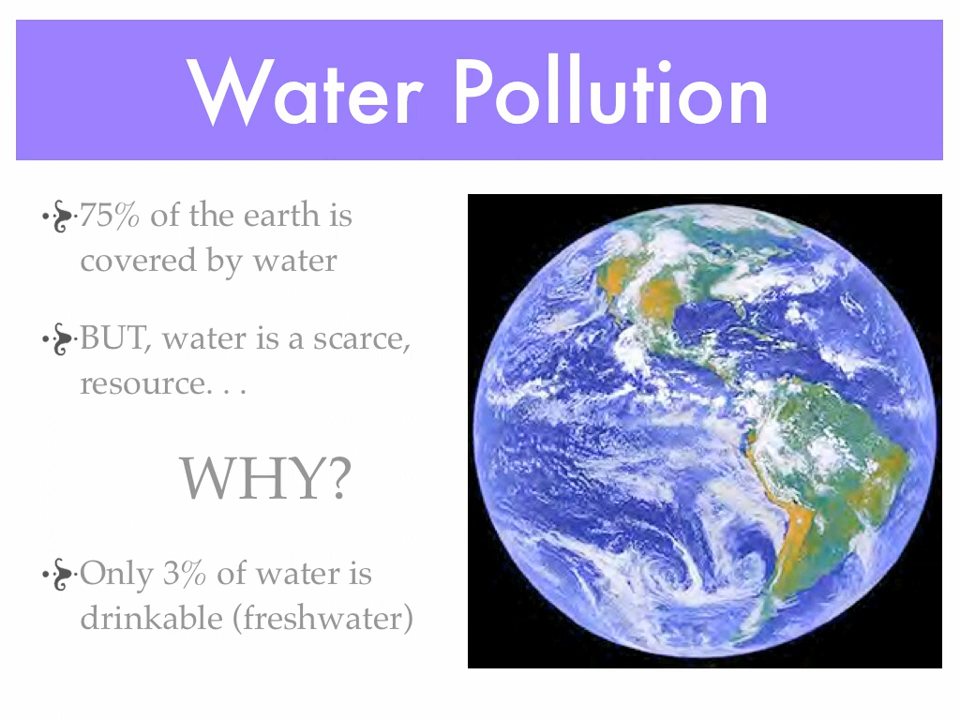 Water Pollution
75% of the earth is
covered by water
BUT, water is a scarce,
resource. . .
WHY?
Only 3% of water is
drinkable (freshwater)